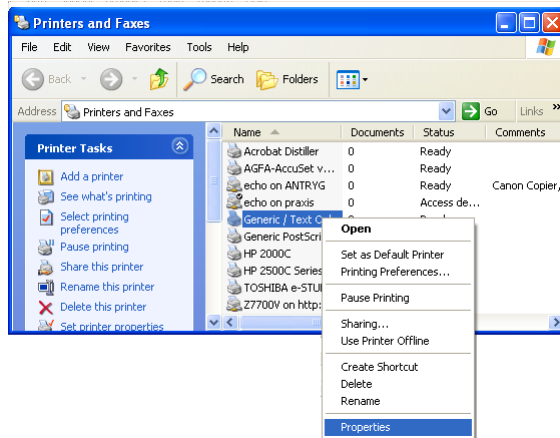 Printers and Faxes
File Edit View Favorites Tools Help
Back Search Folders
Address Printers and Faxes Go Links »
Name Documents Status Comments
Printer Tasks
Add a printer
See what's printing
Select printing
preferences
Pause printing
Share this printer
Rename this printer
Delete this printer
Set printer properties
Acrobat Distiller 0 Ready
AGFA-AccuSet v... 0 Ready
echo on ANTRYG 0 Ready Canon Copier,
echo on praxis 0 Access de...
Generic / Text
Generic PostScri
HP 2000C
HP 2500C Series
TOSHIBA e-STU
Z7700V on http:
Open
Set as Default Printer
Printing Preferences...
Pause Printing
Sharing...
Use Printer Offline
Create Shortcut
Delete
Rename
Properties